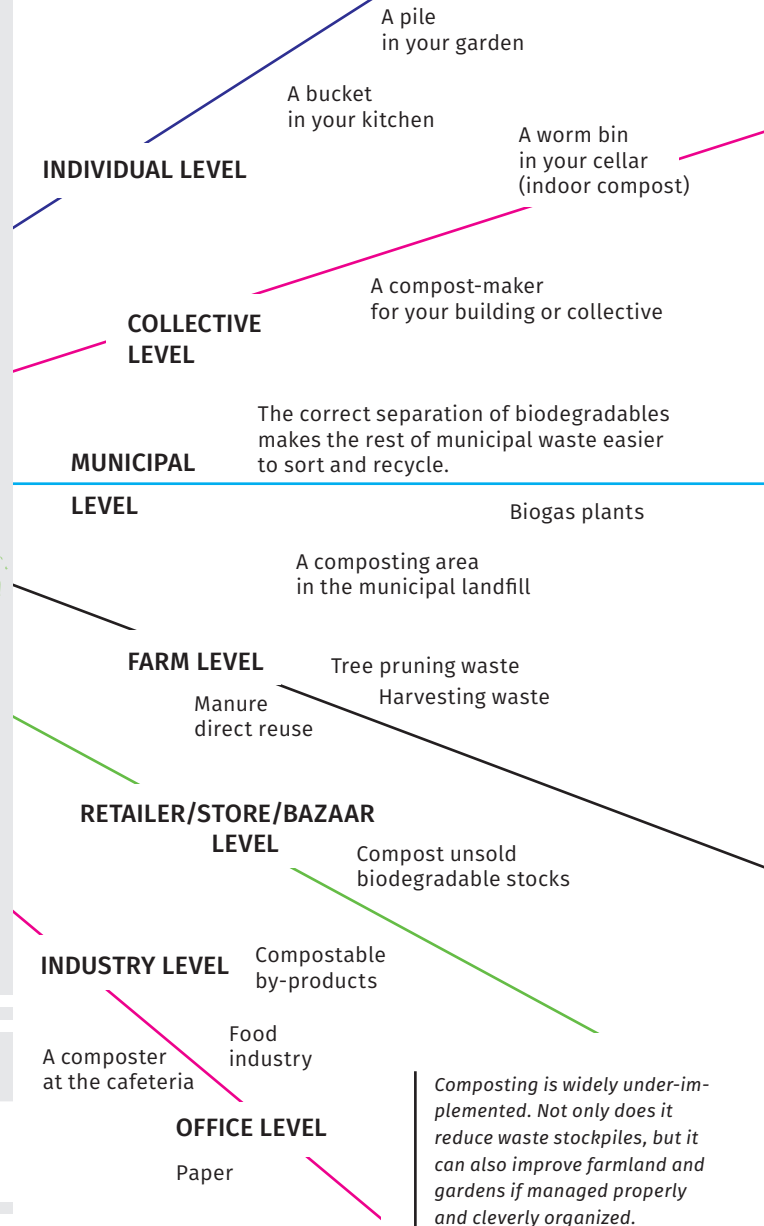 A pile
in your garden
A bucket
in your kitchen
A worm bin
in your cellar
(indoor compost)
INDIVIDUAL LEVEL
A compost-maker
for your building or collective
COLLECTIVE
LEVEL
The correct separation of biodegradables
makes the rest of municipal waste easier
to sort and recycle.
MUNICIPAL
LEVEL
Biogas plants
A composting area
in the municipal landfill
FARM LEVEL
Tree pruning waste
Harvesting waste
Manure
direct reuse
RETAILER/STORE/BAZAAR
LEVEL
Compost unsold
biodegradable stocks
INDUSTRY LEVEL
Compostable
by-products
Food
industry
A composter
at the cafeteria
OFFICE LEVEL
Paper
Composting is widely under-im-
plemented. Not only does it
reduce waste stockpiles, but it
can also improve farmland and
gardens if managed properly
and cleverly organized.